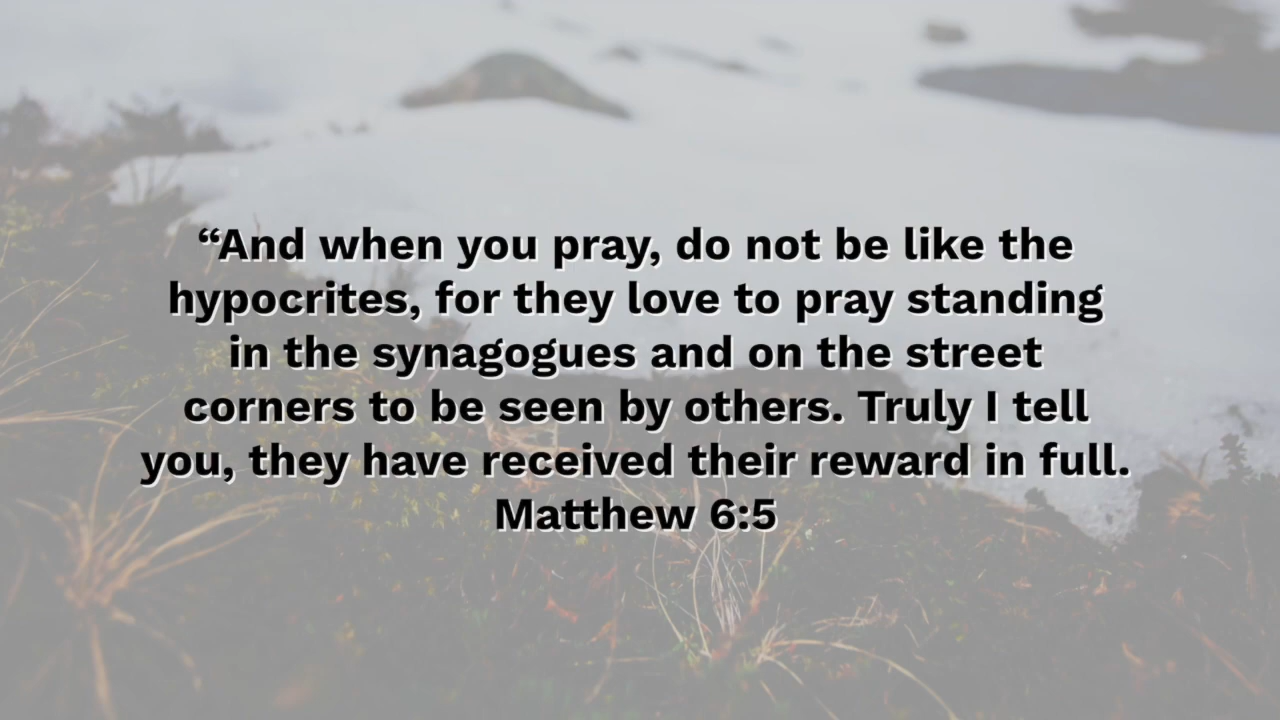 “And when you pray, do not be like the
hypocrites, for they love to pray standing
in the synagogues and on the street
corners to be seen by others. Truly I tell
you, they have received their reward in full.
Matthew 6:5